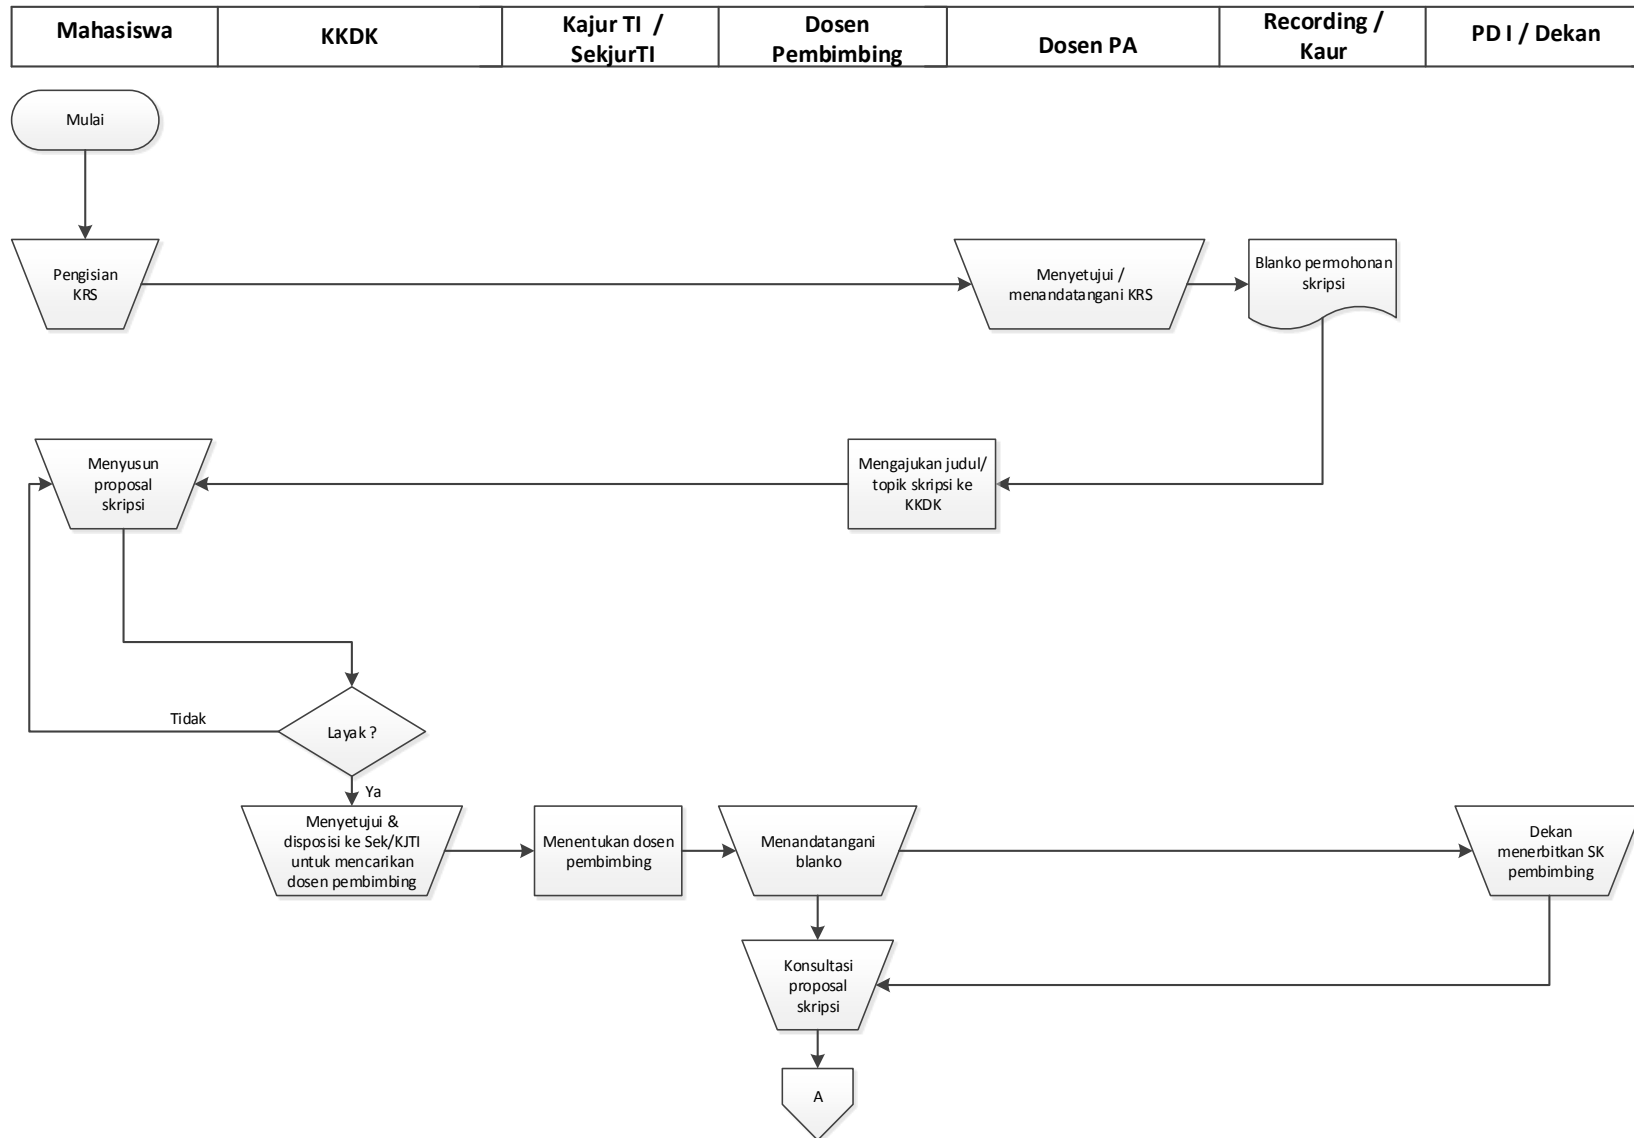 Mahasiswa
KKDK
Kajur TI  /
SekjurTI
Dosen
Pembimbing
Dosen PA
Recording /
Kaur
PD I / Dekan
Mulai
Pengisian
KRS
Menyetujui /
menandatangani KRS
Blanko permohonan
skripsi
Menyusun
proposal
skripsi
Mengajukan judul/
topik skripsi ke
KKDK
Tidak
Layak ?
Ya
Menyetujui &
disposisi ke Sek/KJTI
untuk mencarikan
dosen pembimbing
Menentukan dosen
pembimbing
Menandatangani
blanko
Dekan
menerbitkan SK
pembimbing
Konsultasi
proposal
skripsi
A